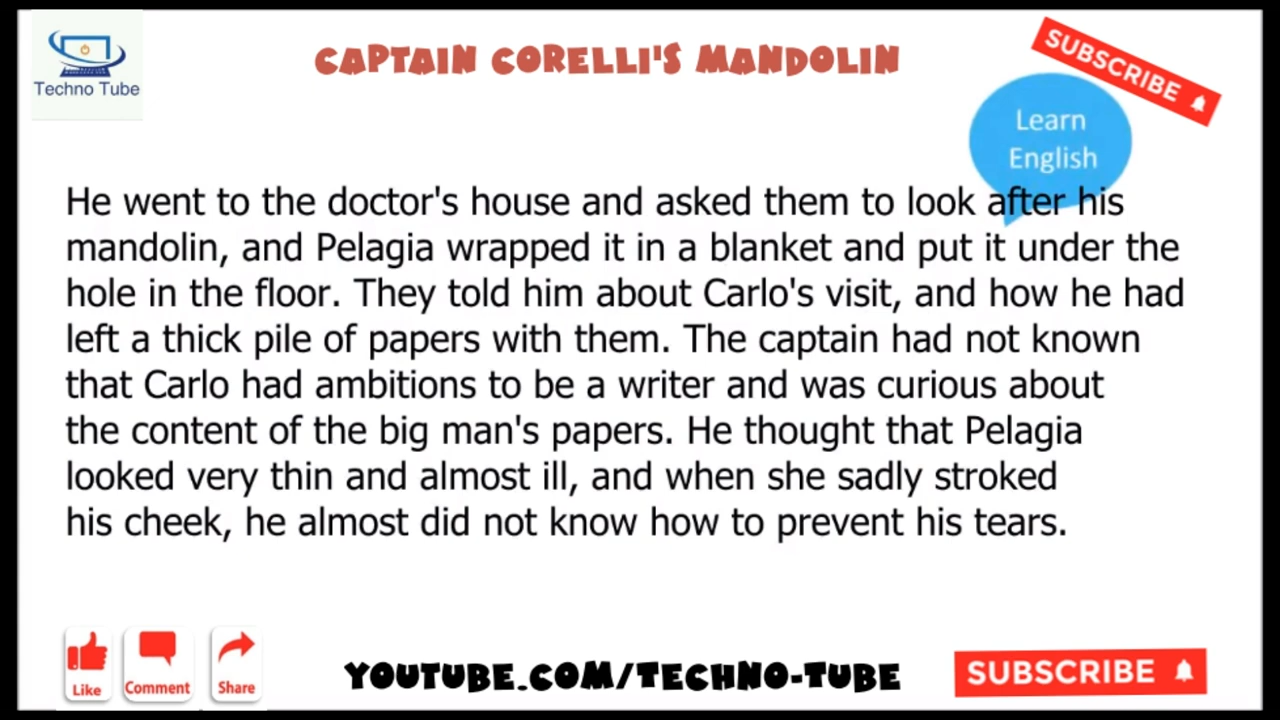 Techno Tube
CAPTAIN CORELLI'S MANDOLIN
SUBSCRIBE
Learn
English
He went to the doctor's house and asked them to look after his
mandolin, and Pelagia wrapped it in a blanket and put it under the
hole in the floor. They told him about Carlo's visit, and how he had
left a thick pile of papers with them. The captain had not known
that Carlo had ambitions to be a writer and was curious about
the content of the big man's papers. He thought that Pelagia
looked very thin and almost ill, and when she sadly stroked
his cheek, he almost did not know how to prevent his tears.
Like
Comment
Share
YOUTUBE.COM/TECHNO-TUBE
SUBSCRIBE